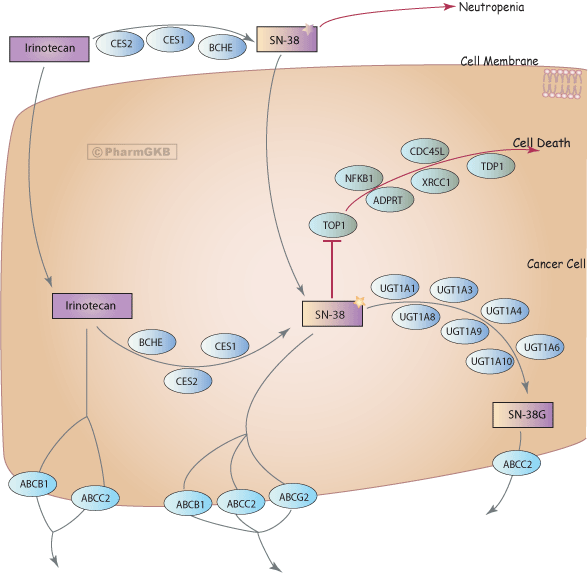 Neutropenia
Irinotecan
CES2
CES1
BCHE
SN-38
Cell Membrane
©PharmGKB
CDC45L
Cell Death
NFKB1
ADPRT
XRCC1
TDP1
TOP1
Cancer Cell
Irinotecan
SN-38
UGT1A1
UGT1A3
UGT1A4
UGT1A8
UGT1A9
UGT1A6
UGT1A10
BCHE
CES1
CES2
SN-38G
ABCC2
ABCB1
ABCC2
ABCB1
ABCC2
ABCG2